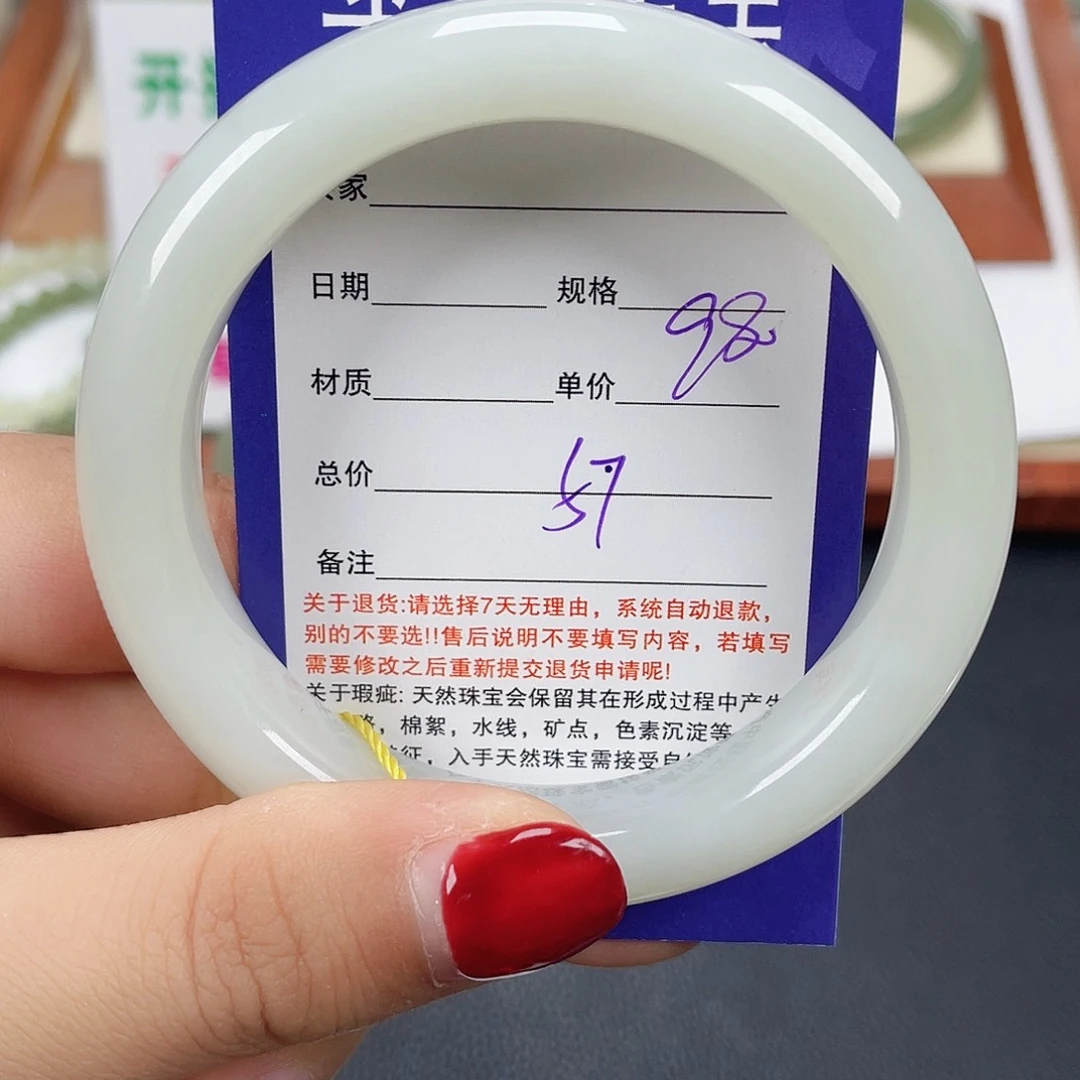 开
家
日期 规格
98
材质 单价
总价 57
备注
关于退货:请选择7天无理由，系统自动退款，
别的不要选!!售后说明不要填写内容，若填写
需要修改之后重新提交退货申请呢!
关于瑕疵: 天然珠宝会保留其在形成过程中产生
，棉絮，水线，矿点，色素沉淀等
征，入手天然珠宝需接受自